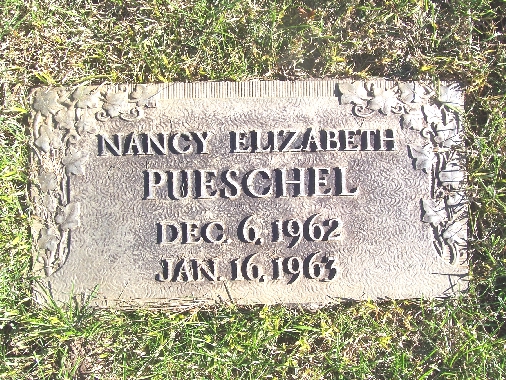 NANCY ELIZABETH
PUESCHEL
DEC. 6, 1962
JAN. 16, 1963